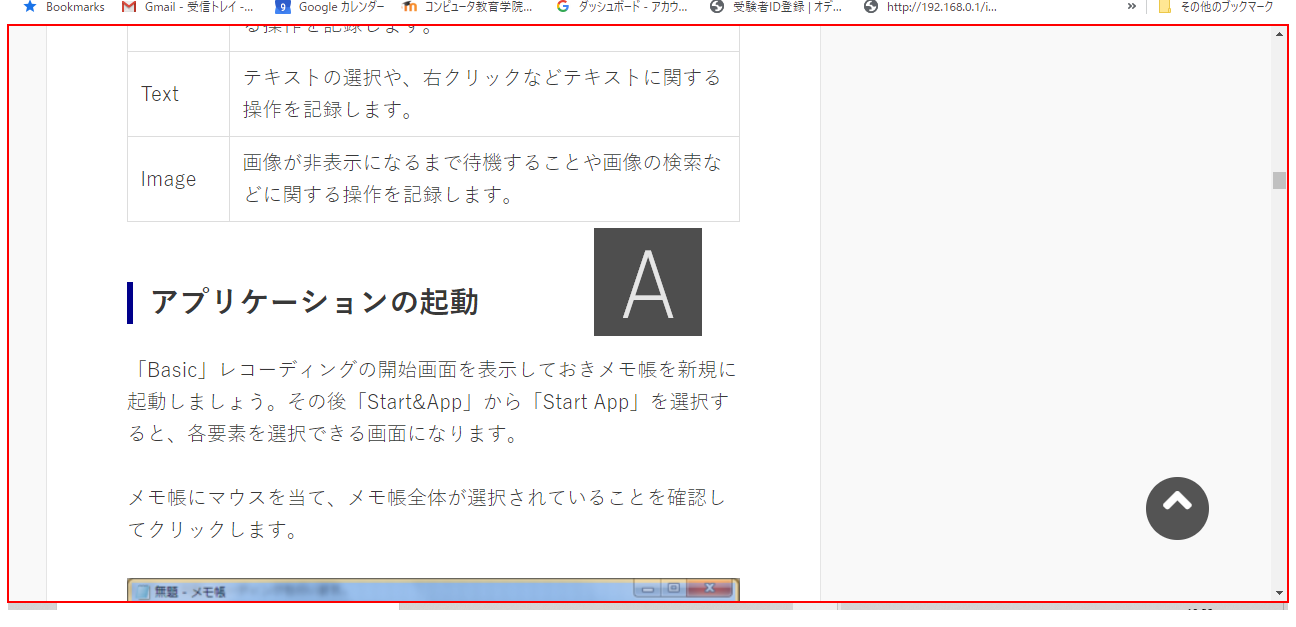 Bookmarks Gmail - 受信トレイ -... 9 Google カレンダー コンピュータ教育学院... G ダッシュボード - アカウ... 受験者ID登録 | オデ... http://192.168.0.1/i... » その他のブックマーク
る操作を記録します。
Text
テキストの選択や、右クリックなどテキストに関する
操作を記録します。
Image
画像が非表示になるまで待機することや画像の検索な
どに関する操作を記録します。
A
アプリケーションの起動
「Basic」レコーディングの開始画面を表示しておきメモ帳を新規に
起動しましょう。その後「Start&App」から「Start App」を選択す
ると、各要素を選択できる画面になります。
メモ帳にマウスを当て、メモ帳全体が選択されていることを確認し
てクリックします。
無題 - メモ帳